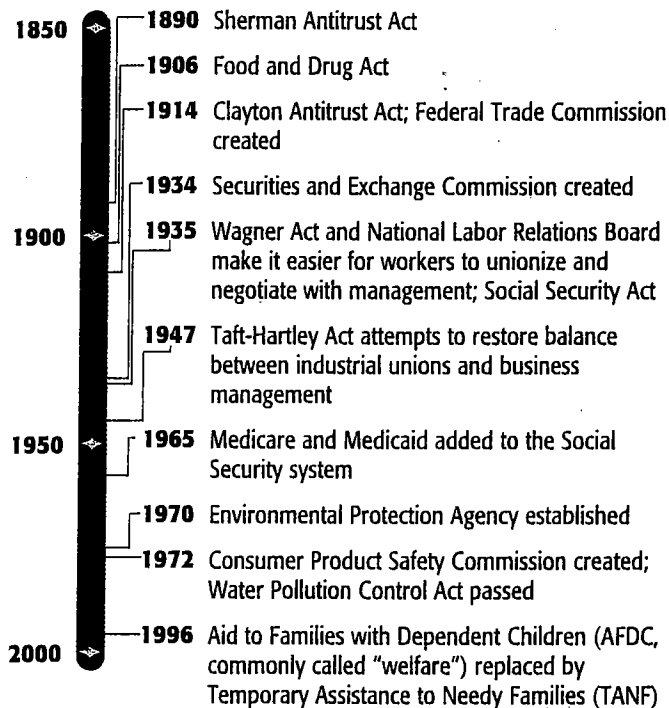 1850
1890 Sherman Antitrust Act
1906 Food and Drug Act
1914 Clayton Antitrust Act; Federal Trade Commission
created
1934 Securities and Exchange Commission created
1900
1935 Wagner Act and National Labor Relations Board
make it easier for workers to unionize and
negotiate with management; Social Security Act
1947 Taft-Hartley Act attempts to restore balance
between industrial unions and business
management
1950
1965 Medicare and Medicaid added to the Social
Security system
1970 Environmental Protection Agency established
1972 Consumer Product Safety Commission created;
Water Pollution Control Act passed
1996 Aid to Families with Dependent Children (AFDC,
2000
commonly called "welfare") replaced by
Temporary Assistance to Needy Families (TANF)